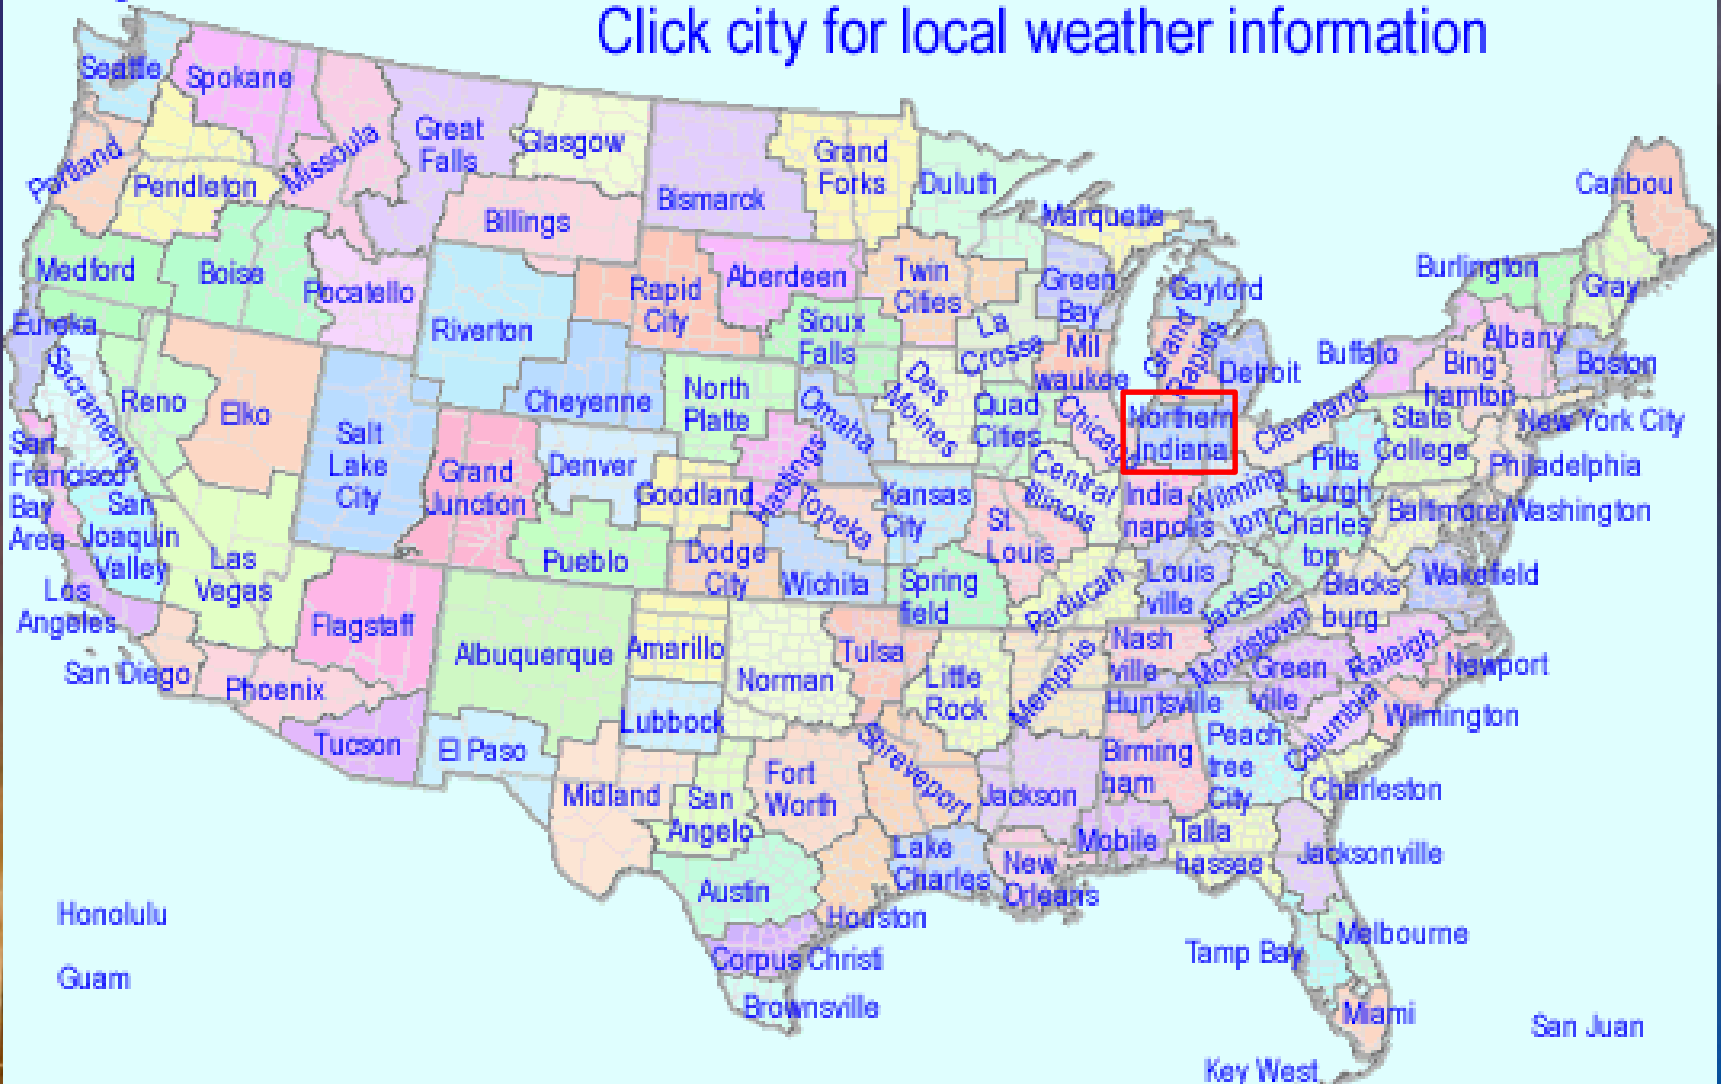 Click city for local weather information
Seattle
Spokane
Missoula
Great
Falls
Glasgow
Portland
Pendleton
Billings
Bismarck
Grand
Forks
Duluth
Marquette
Caribou
Medford
Boise
Pocatello
Riverton
Rapid
City
Aberdeen
Twin
Cities
Green
Bay
Gaylord
Burlington
Gray
Eureka
Sacramento
Reno
Elko
Salt
Lake
City
Cheyenne
North
Platte
Sioux
Falls
La
Crosse
Mil
waukee
Grand
Rapids
Detroit
Buffalo
Bing
hamton
Albany
Boston
San
Francisco
Bay
Area
San
Joaquin
Valley
Las
Vegas
Grand
Junction
Denver
Goodland
Hastings
Omaha
Des
Moines
Quad
Cities
Chicago
Northern
Indiana
Cleveland
State
College
New York City
Philadelphia
Pitts
burgh
Central
Illinois
India
napolis
Wilming
ton
Charles
ton
Baltimore/Washington
Los
Angeles
Flagstaff
Pueblo
Dodge
City
Topeka
Wichita
Kansas
City
St.
Louis
Spring
field
Paducah
Louis
ville
Jackson
Blacks
burg
Wakefield
San Diego
Phoenix
Tucson
Albuquerque
Amarillo
Lubbock
Norman
Tulsa
Little
Rock
Memphis
Nash
ville
Huntsville
Morristown
Green
ville
Raleigh
Newport
Wilmington
Columbia
El Paso
Midland
San
Angelo
Fort
Worth
Shreveport
Jackson
Birming
ham
Peach
tree
City
Charleston
Austin
Houston
Lake
Charles
New
Orleans
Mobile
Talla
hassee
Jacksonville
Honolulu
Guam
Corpus Christi
Brownsville
Tamp Bay
Melbourne
Miami
San Juan
Key West